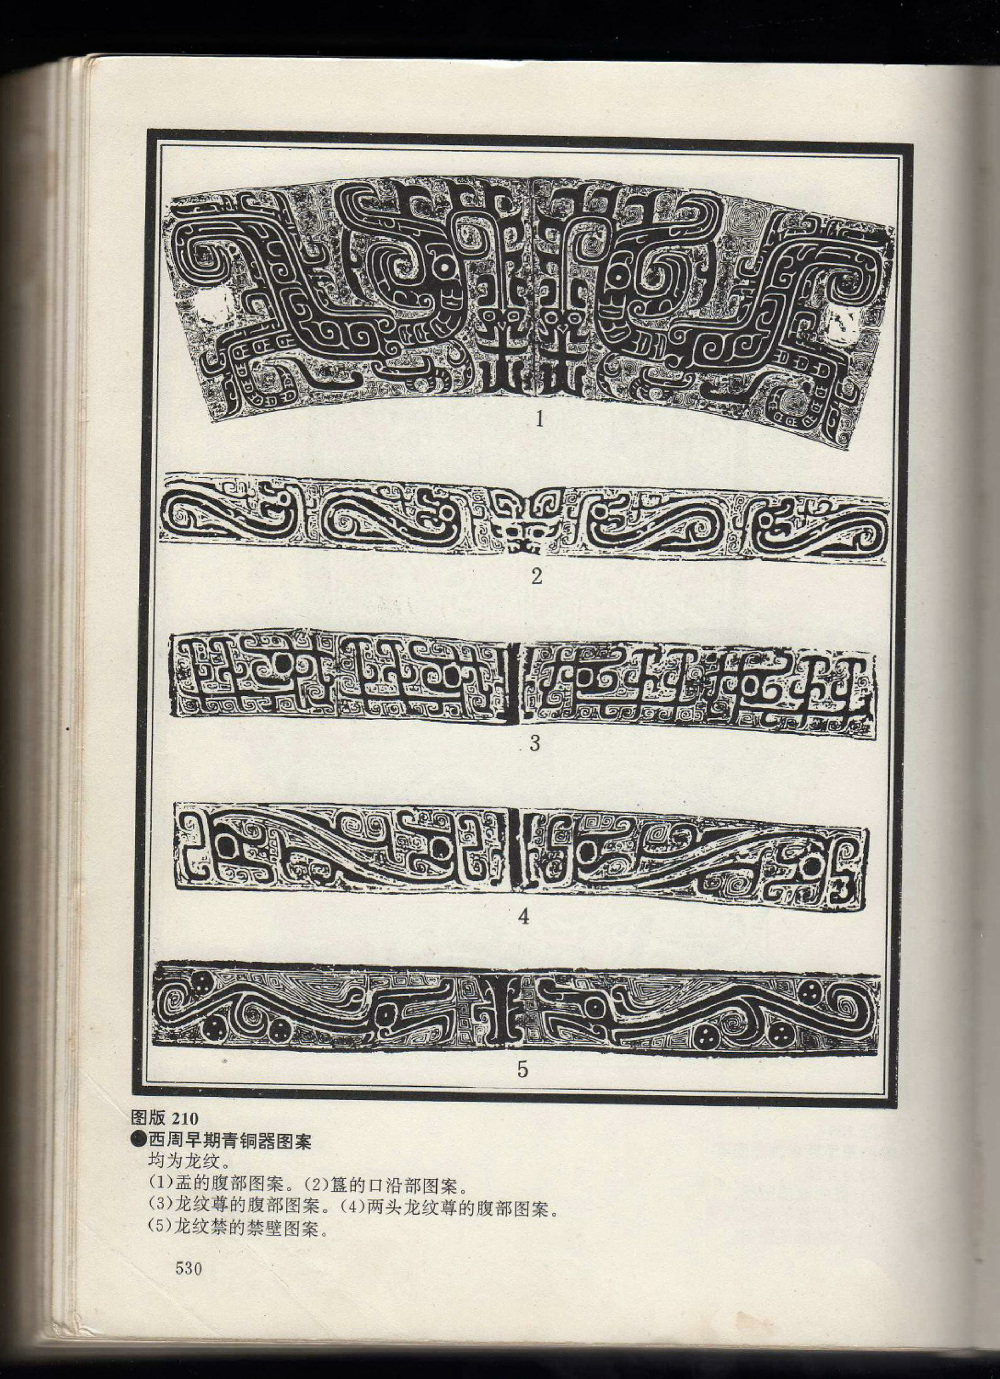 1
2
3
4
5
图版 210
●西周早期青铜器图案
均为龙纹。
(1)盂的腹部图案。(2)簋的口沿部图案。
(3)龙纹尊的腹部图案。(4)两头龙纹尊的腹部图案。
(5)龙纹禁的禁壁图案。
530